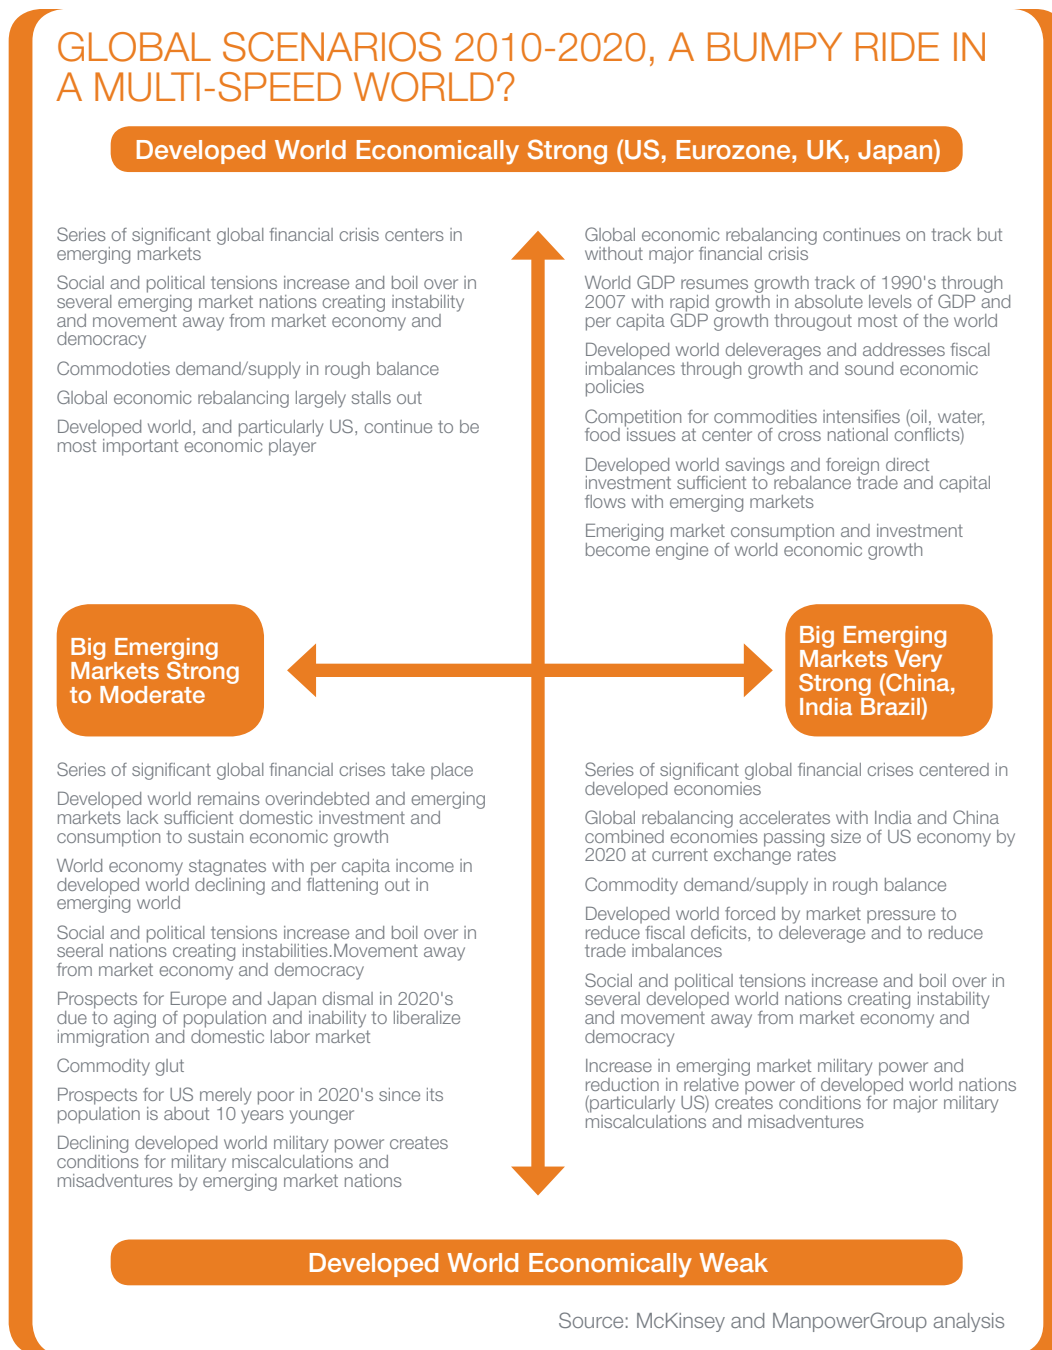 GLOBAL SCENARIOS 2010-2020, A BUMPY RIDE IN
A MULTI-SPEED WORLD?
Developed World Economically Strong (US, Eurozone, UK, Japan)
Series of significant global financial crisis centers in
emerging markets
Social and political tensions increase and boil over in
several emerging market nations creating instability
and movement away from market economy and
democracy
Commodoties demand/supply in rough balance
Global economic rebalancing largely stalls out
Developed world, and particularly US, continue to be
most important economic player
Global economic rebalancing continues on track but
without major financial crisis
World GDP resumes growth track of 1990's through
2007 with rapid growth in absolute levels of GDP and
per capita GDP growth througout most of the world
Developed world deleverages and addresses fiscal
imbalances through growth and sound economic
policies
Competition for commodities intensifies (oil, water,
food issues at center of cross national conflicts)
Developed world savings and foreign direct
investment sufficient to rebalance trade and capital
flows with emerging markets
Emeriging market consumption and investment
become engine of world economic growth
Big Emerging
Markets Strong
to Moderate
Big Emerging
Markets Very
Strong (China,
India Brazil)
Series of significant global financial crises take place
Developed world remains overindebted and emerging
markets lack sufficient domestic investment and
consumption to sustain economic growth
World economy stagnates with per capita income in
developed world declining and flattening out in
emerging world
Social and political tensions increase and boil over in
seeral nations creating instabilities.Movement away
from market economy and democracy
Prospects for Europe and Japan dismal in 2020's
due to aging of population and inability to liberalize
immigration and domestic labor market
Commodity glut
Prospects for US merely poor in 2020's since its
population is about 10 years younger
Declining developed world military power creates
conditions for military miscalculations and
misadventures by emerging market nations
Series of significant global financial crises centered in
developed economies
Global rebalancing accelerates with India and China
combined economies passing size of US economy by
2020 at current exchange rates
Commodity demand/supply in rough balance
Developed world forced by market pressure to
reduce fiscal deficits, to deleverage and to reduce
trade imbalances
Social and political tensions increase and boil over in
several developed world nations creating instability
and movement away from market economy and
democracy
Increase in emerging market military power and
reduction in relative power of developed world nations
(particularly US) creates conditions for major military
miscalculations and misadventures
Developed World Economically Weak
Source: McKinsey and ManpowerGroup analysis